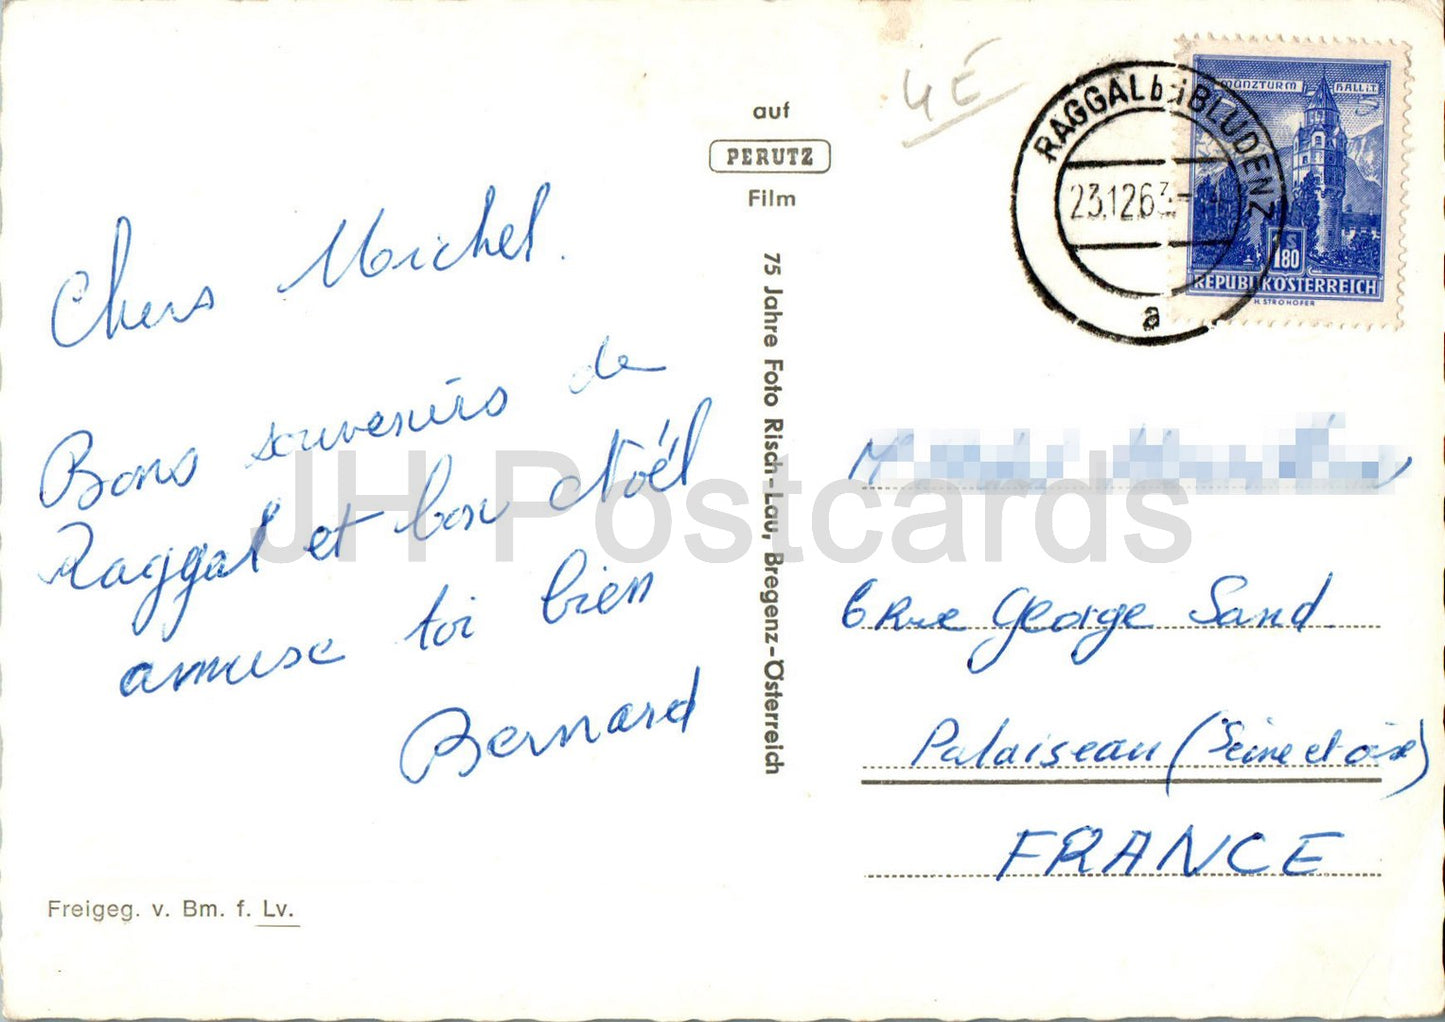 Chers Michel.
Bons souvenirs de
Raggal et bon Noël
amuse toi bien
Bernard
Freigeg. v. Bm. f. Lv.
auf
PERUTZ
Film
75 Jahre Foto Risch-Lau, Bregenz-Österreich
4E
RAGGAL bei BLUDENZ
23.12.63
a
MÜNZTURM HALL i.T.
S 1.80
REPUBLIK ÖSTERREICH
H. STROHOFER
M
6 Rue George Sand.
Palaiseau (Seine et oise)
FRANCE
JH Postcards